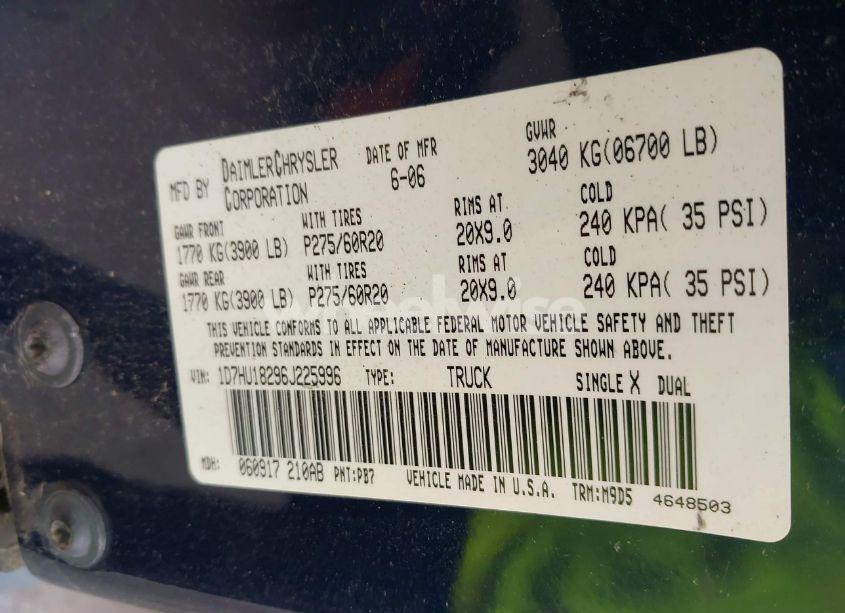 MFD BY DAIMLERCHRYSLER CORPORATION DATE OF MFR 6-06 GVWR 3040 KG(06700 LB)
GAWR FRONT WITH TIRES RIMS AT COLD
1770 KG(3900 LB) P275/60R20 20X9.0 240 KPA( 35 PSI)
GAWR REAR WITH TIRES RIMS AT COLD
1770 KG(3900 LB) P275/60R20 20X9.0 240 KPA( 35 PSI)
THIS VEHICLE CONFORMS TO ALL APPLICABLE FEDERAL MOTOR VEHICLE SAFETY AND THEFT
PREVENTION STANDARDS IN EFFECT ON THE DATE OF MANUFACTURE SHOWN ABOVE.
VIN: 1D7HU18296J225996 TYPE: TRUCK SINGLE X DUAL
MDH: 060917 210AB PNT:PB7 VEHICLE MADE IN U.S.A. TRM:M9D5 4648503